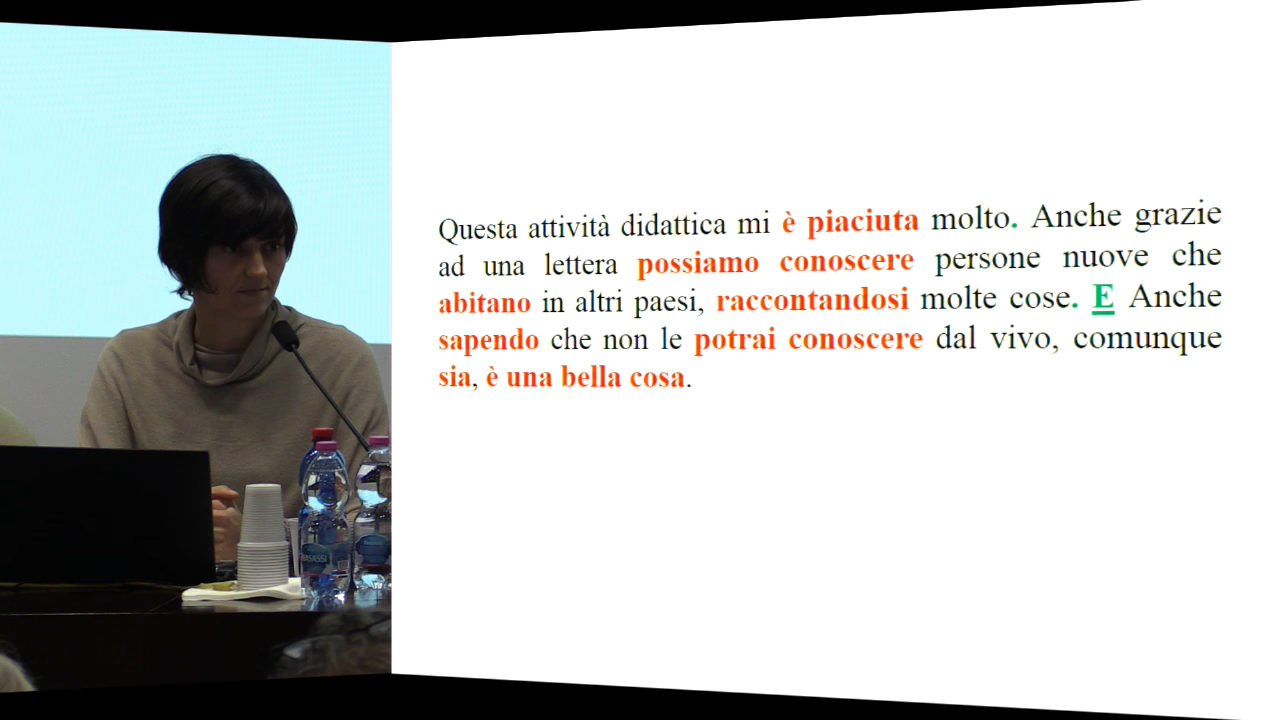 Questa attività didattica mi è piaciuta molto. Anche grazie
ad una lettera possiamo conoscere persone nuove che
abitano in altri paesi, raccontandosi molte cose. E Anche
sapendo che non le potrai conoscere dal vivo, comunque
sia, è una bella cosa.